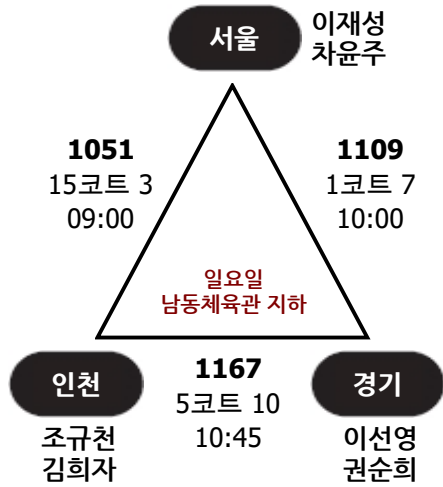 서울
이재성
차윤주
1051
15코트 3
09:00
1109
1코트 7
10:00
일요일
남동체육관 지하
인천
조규천
김희자
1167
5코트 10
10:45
경기
이선영
권순희